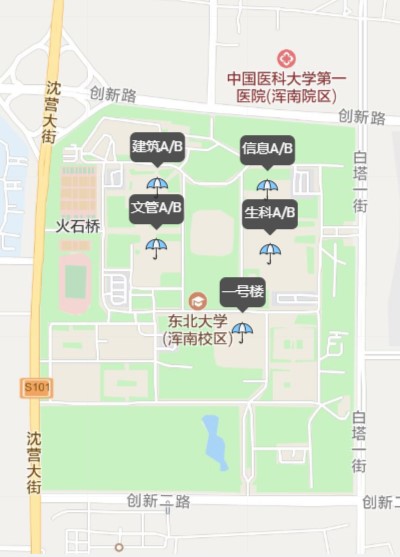 中国医科大学第一
医院(浑南院区)
沈营大街
创新路
创新路
建筑A/B
信息A/B
白塔一街
文管A/B
生科A/B
火石桥
一号楼
东北大学
(浑南校区)
S101
沈营大街
白塔一街
创新二路
创新二